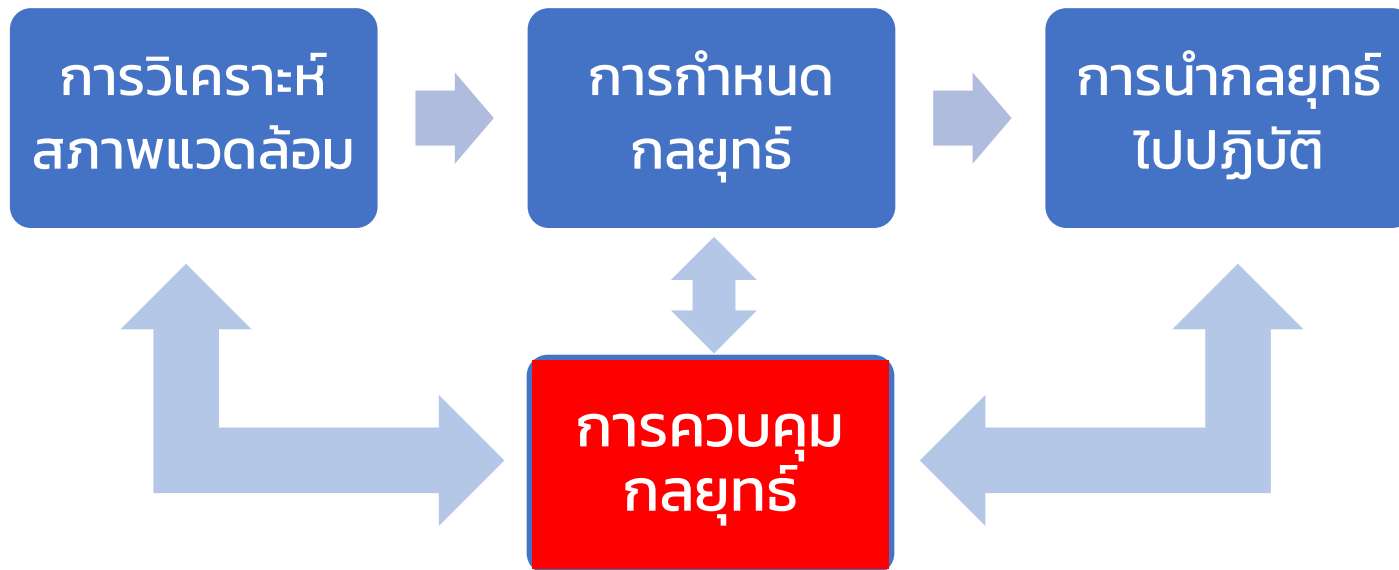 การวิเคราะห์
สภาพแวดล้อม
การกำหนด
กลยุทธ์
การนำกลยุทธ์
ไปปฏิบัติ
การควบคุม
กลยุทธ์